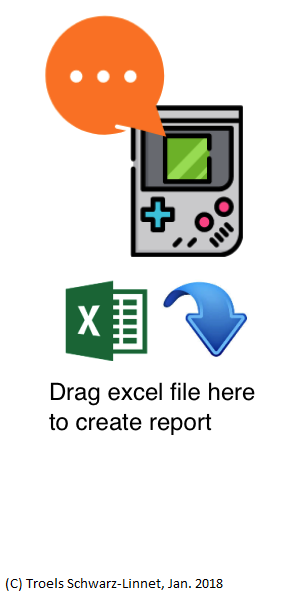 X
Drag excel file here
to create report
(C) Troels Schwarz-Linnet, Jan. 2018